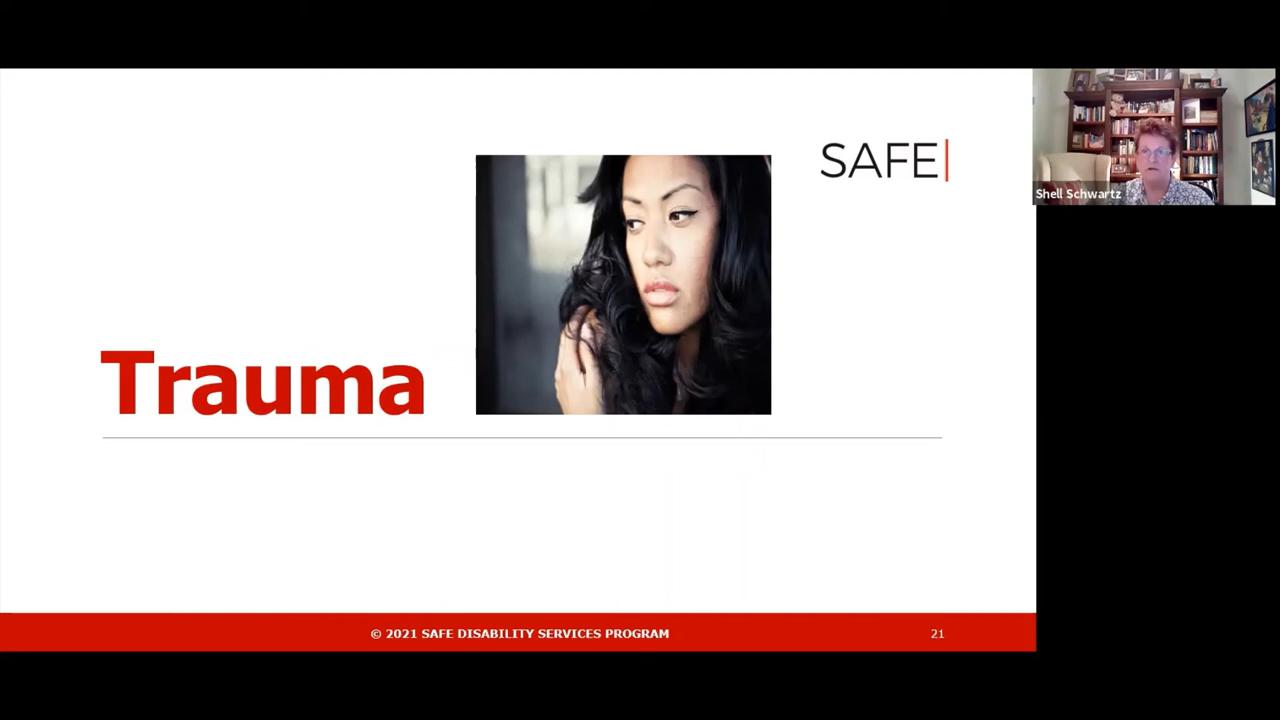 SAFE
Shell Schwartz
Trauma
© 2021 SAFE DISABILITY SERVICES PROGRAM
21